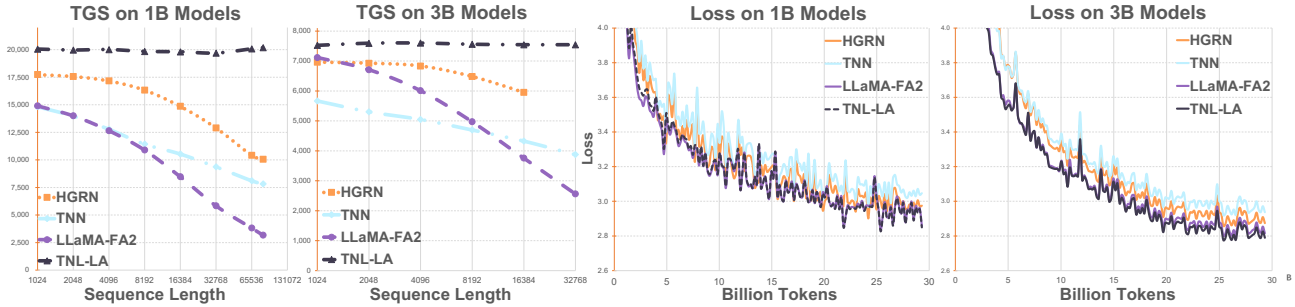 TGS on 1B Models
20,000
17,500
15,000
12,500
10,000
7,500
5,000
2,500
0
HGRN
TNN
LLaMA-FA2
TNL-LA
1024
2048
4096
8192
16384
32768
65536
131072
Sequence Length
TGS on 3B Models
8,000
7,000
6,000
5,000
4,000
3,000
2,000
1,000
0
HGRN
TNN
LLaMA-FA2
TNL-LA
1024
2048
4096
8192
16384
32768
Sequence Length
Loss on 1B Models
4.0
3.8
3.6
3.4
3.2
3.0
2.8
2.6
Loss
HGRN
TNN
LLaMA-FA2
TNL-LA
0
5
10
15
20
25
30
Billion Tokens
Loss on 3B Models
4.0
3.8
3.6
3.4
3.2
3.0
2.8
2.6
HGRN
TNN
LLaMA-FA2
TNL-LA
0
5
10
15
20
25
30
B
Billion Tokens